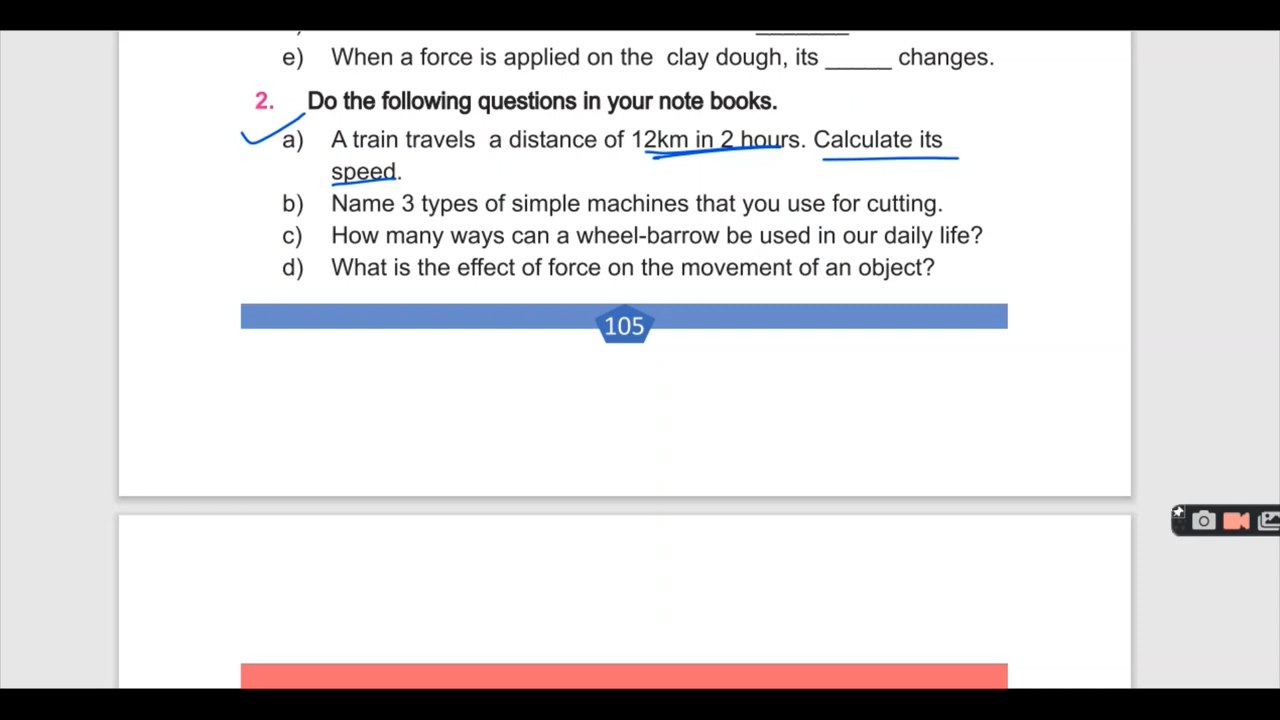 e) When a force is applied on the clay dough, its ______ changes.
2. Do the following questions in your note books.
a) A train travels a distance of 12km in 2 hours. Calculate its
speed.
b) Name 3 types of simple machines that you use for cutting.
c) How many ways can a wheel-barrow be used in our daily life?
d) What is the effect of force on the movement of an object?
105